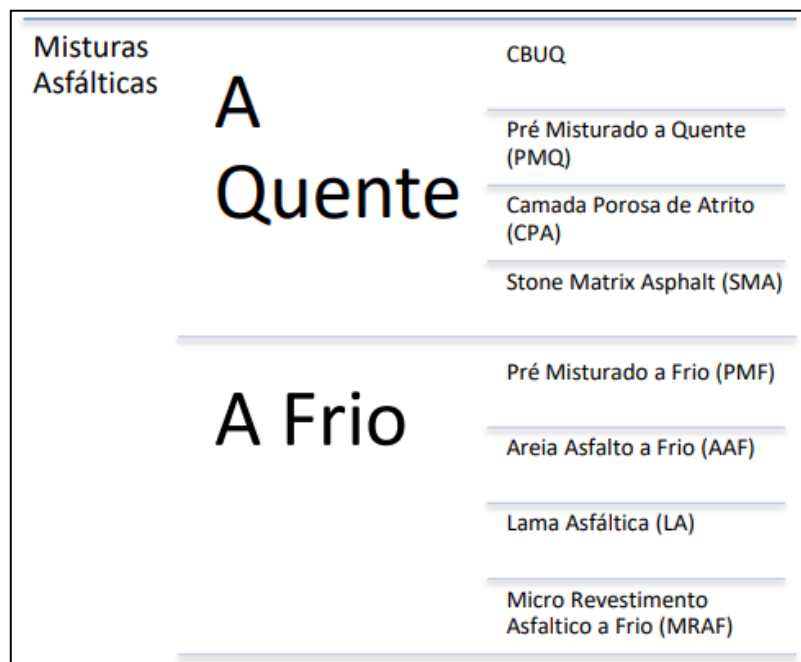 Misturas
Asfálticas
A
Quente
CBUQ
Pré Misturado a Quente
(PMQ)
Camada Porosa de Atrito
(CPA)
Stone Matrix Asphalt (SMA)
A Frio
Pré Misturado a Frio (PMF)
Areia Asfalto a Frio (AAF)
Lama Asfáltica (LA)
Micro Revestimento
Asfaltico a Frio (MRAF)